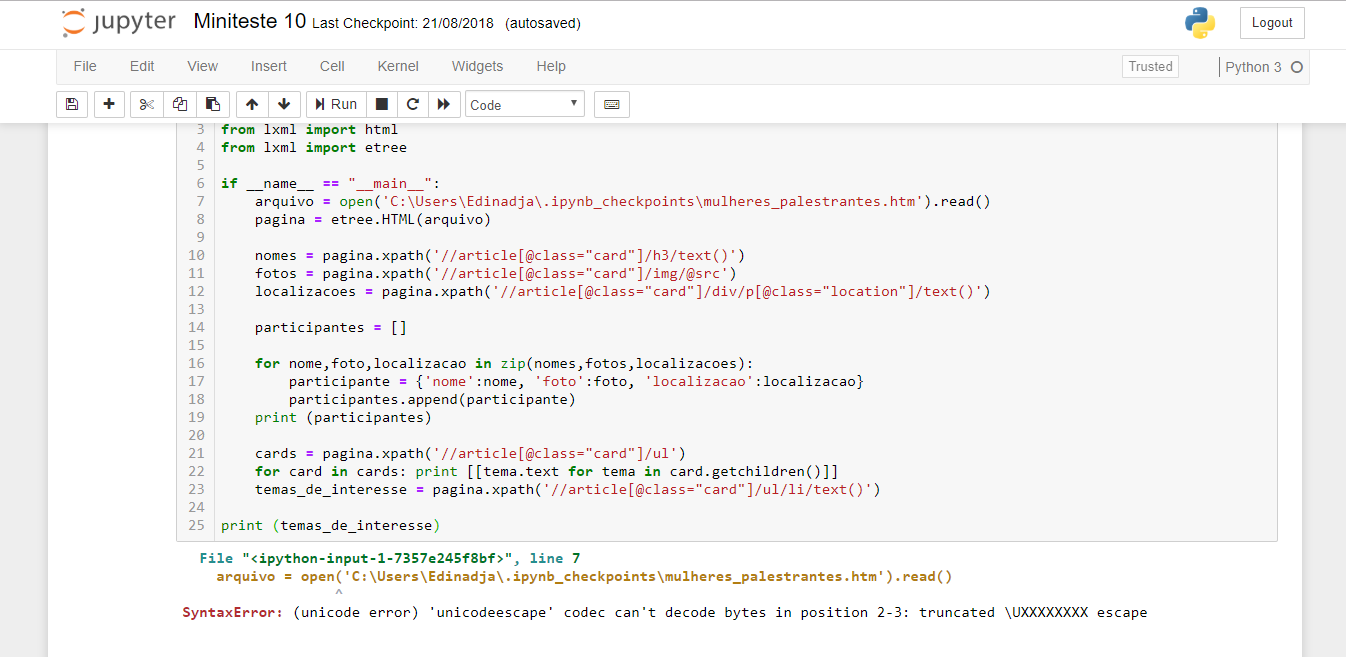 jupyter Miniteste 10 Last Checkpoint: 21/08/2018 (autosaved) Logout
File Edit View Insert Cell Kernel Widgets Help Trusted Python 3
Run Code
3 from lxml import html
4 from lxml import etree
5
6 if __name__ == "__main__":
7     arquivo = open('C:\Users\Edinadja\.ipynb_checkpoints\mulheres_palestrantes.htm').read()
8     pagina = etree.HTML(arquivo)
9
10     nomes = pagina.xpath('//article[@class="card"]/h3/text()')
11     fotos = pagina.xpath('//article[@class="card"]/img/@src')
12     localizacoes = pagina.xpath('//article[@class="card"]/div/p[@class="location"]/text()')
13
14     participantes = []
15
16     for nome,foto,localizacao in zip(nomes,fotos,localizacoes):
17         participante = {'nome':nome, 'foto':foto, 'localizacao':localizacao}
18         participantes.append(participante)
19     print (participantes)
20
21     cards = pagina.xpath('//article[@class="card"]/ul')
22     for card in cards: print [[tema.text for tema in card.getchildren()]]
23     temas_de_interesse = pagina.xpath('//article[@class="card"]/ul/li/text()')
24
25 print (temas_de_interesse)
File "<ipython-input-1-7357e245f8bf>", line 7
arquivo = open('C:\Users\Edinadja\.ipynb_checkpoints\mulheres_palestrantes.htm').read()
^
SyntaxError: (unicode error) 'unicodeescape' codec can't decode bytes in position 2-3: truncated \UXXXXXXXX escape